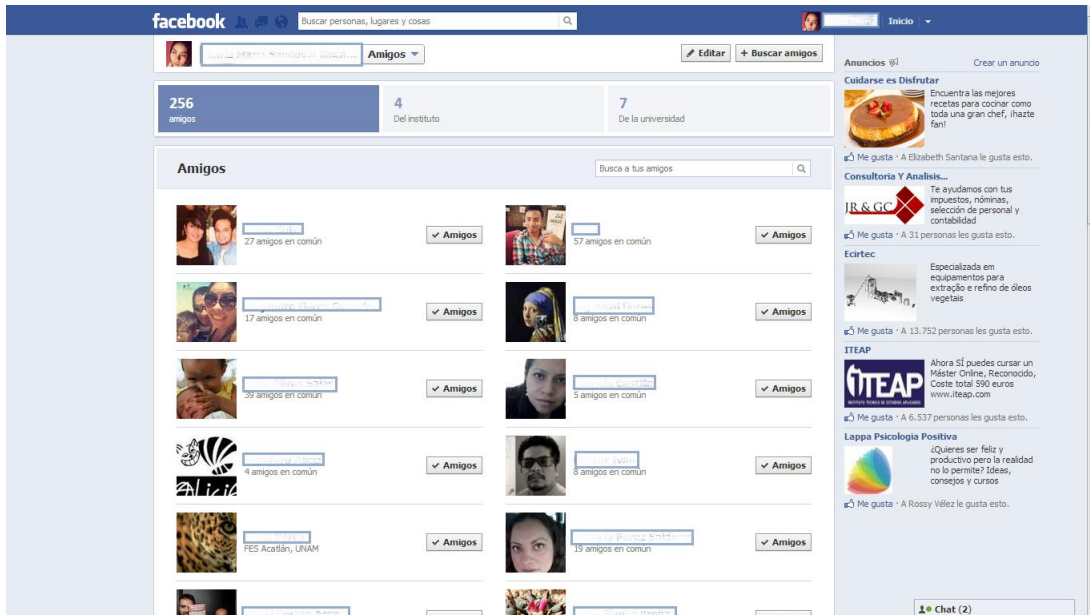 facebook
Buscar personas, lugares y cosas
Inicio
Amigos
Editar
+ Buscar amigos
256
amigos
4
Del instituto
7
De la universidad
Amigos
Busca a tus amigos
27 amigos en común
Amigos
57 amigos en común
Amigos
17 amigos en común
Amigos
8 amigos en común
Amigos
39 amigos en común
Amigos
5 amigos en común
Amigos
4 amigos en común
Amigos
8 amigos en común
Amigos
FES Acatlán, UNAM
Amigos
19 amigos en común
Amigos
Anuncios
Crear un anuncio
Cuidarse es Disfrutar
Encuentra las mejores
recetas para cocinar como
toda una gran chef, ¡hazte
fan!
Me gusta · A Elizabeth Santana le gusta esto.
Consultoria Y Analisis...
JR & GC
Te ayudamos con tus
impuestos, nóminas,
selección de personal y
contabilidad
Me gusta · A 31 personas les gusta esto.
Ecirtec
Especializada em
equipamentos para
extração e refino de óleos
vegetais
Me gusta · A 13.752 personas les gusta esto.
ITEAP
ITEAP
Ahora SÍ puedes cursar un
Máster Online, Reconocido,
Coste total 590 euros
www.iteap.com
Me gusta · A 6.537 personas les gusta esto.
Lappa Psicologia Positiva
¿Quieres ser feliz y
productivo pero la realidad
no lo permite? Ideas,
consejos y cursos
Me gusta · A Rossy Vélez le gusta esto.
Chat (2)